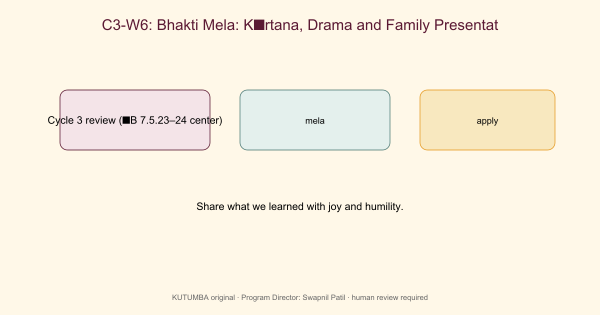 C3-W6: Bhakti Mela: K■rtana, Drama and Family Presentat
Cycle 3 review (■B 7.5.23–24 center)
mela
apply
Share what we learned with joy and humility.
KUTUMBA original · Program Director: Swapnil Patil · human review required